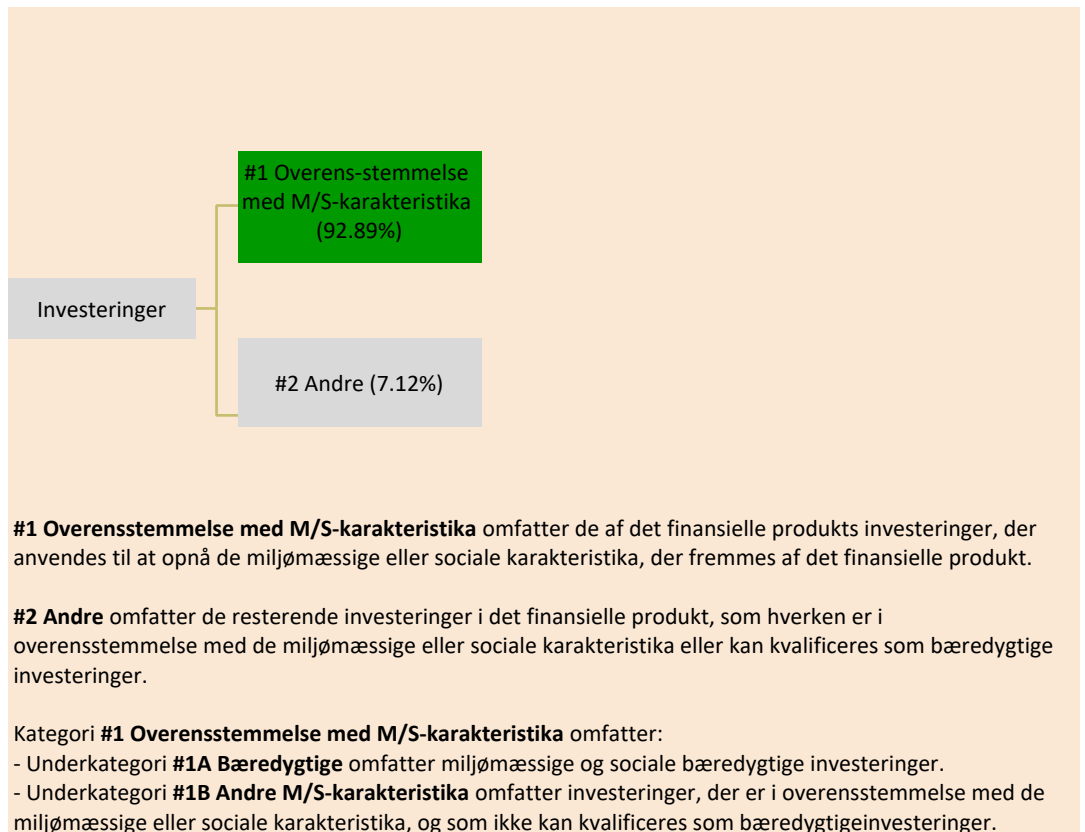 #1 Overens-stemmelse
med M/S-karakteristika
(92.89%)
Investeringer
#2 Andre (7.12%)
#1 Overensstemmelse med M/S-karakteristika omfatter de af det finansielle produkts investeringer, der
anvendes til at opnå de miljømæssige eller sociale karakteristika, der fremmes af det finansielle produkt.
#2 Andre omfatter de resterende investeringer i det finansielle produkt, som hverken er i
overensstemmelse med de miljømæssige eller sociale karakteristika eller kan kvalificeres som bæredygtige
investeringer.
Kategori #1 Overensstemmelse med M/S-karakteristika omfatter:
- Underkategori #1A Bæredygtige omfatter miljømæssige og sociale bæredygtige investeringer.
- Underkategori #1B Andre M/S-karakteristika omfatter investeringer, der er i overensstemmelse med de
miljømæssige eller sociale karakteristika, og som ikke kan kvalificeres som bæredygtigeinvesteringer.